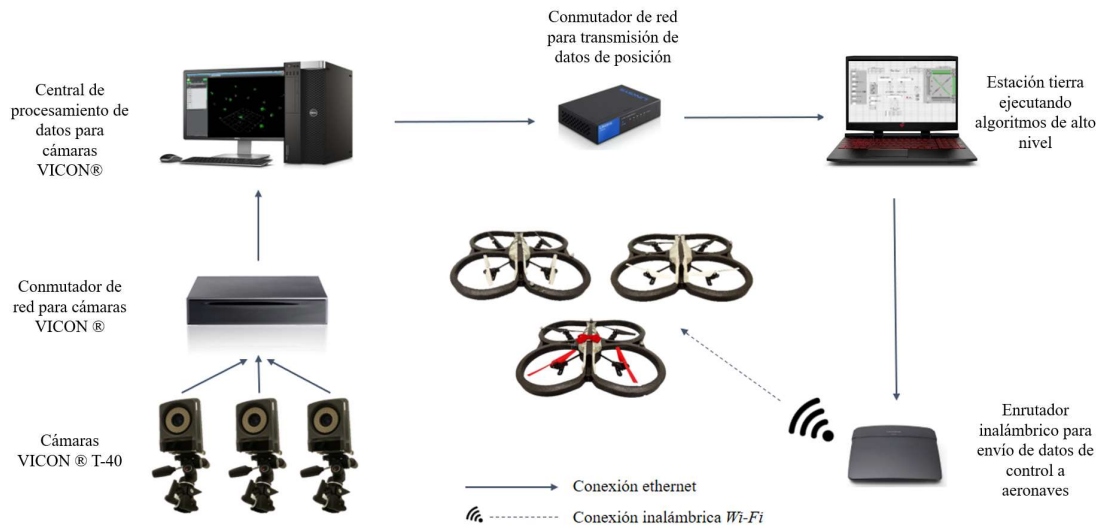 Conmutador de red
para transmisión de
datos de posición
Central de
procesamiento de
datos para
cámaras
VICON®
Estación tierra
ejecutando
algoritmos de alto
nivel
Conmutador de
red para cámaras
VICON ®
Cámaras
VICON ® T-40
Enrutador
inalámbrico para
envío de datos de
control a
aeronaves
Conexión ethernet
Conexión inalámbrica Wi-Fi